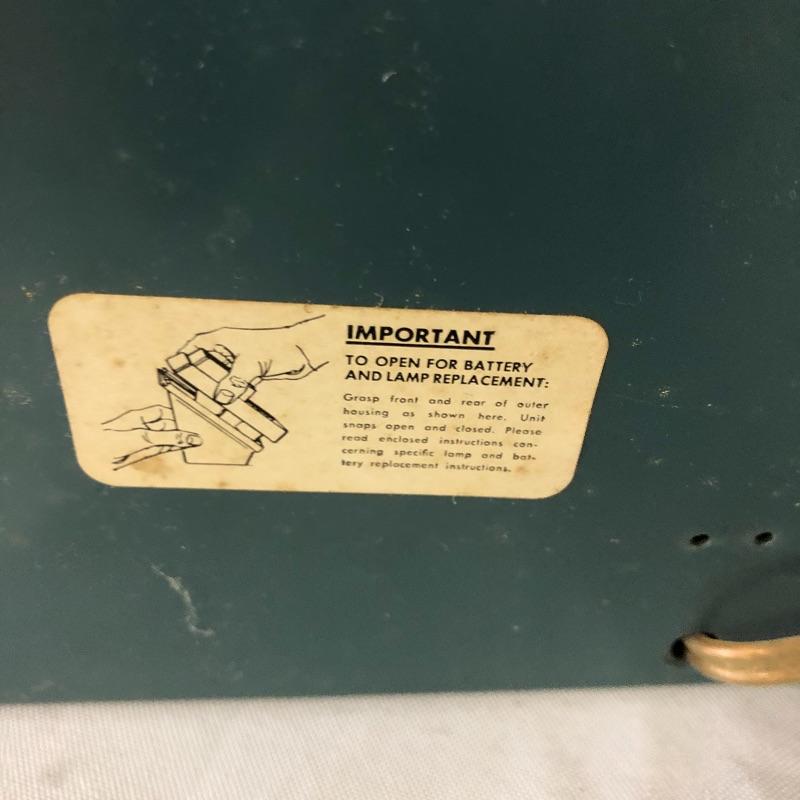 IMPORTANT
TO OPEN FOR BATTERY
AND LAMP REPLACEMENT:
Grasp front and rear of outer
housing as shown here. Unit
snaps open and closed. Please
read enclosed instructions con-
cerning specific lamp and bat-
tery replacement instructions.